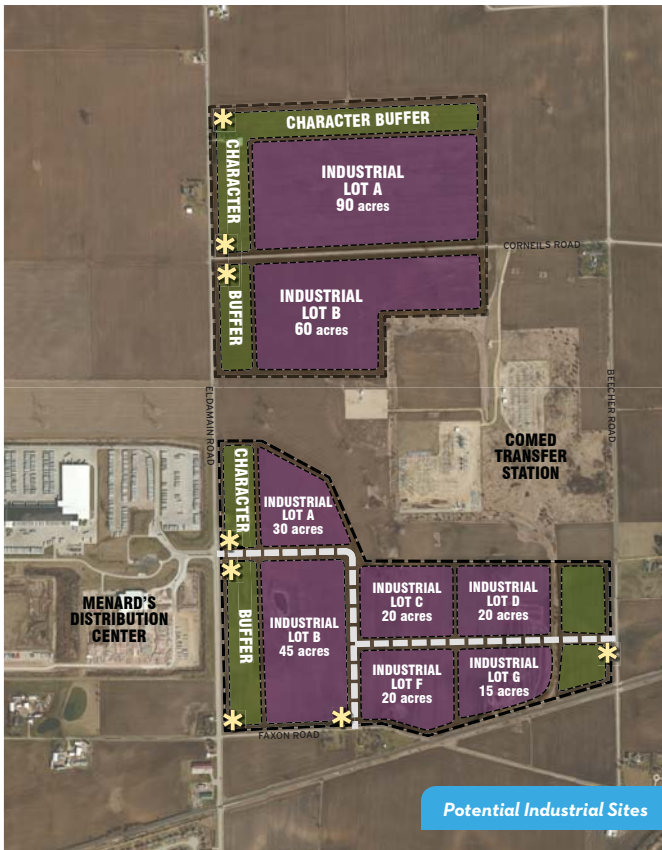 CHARACTER BUFFER
CHARACTER
INDUSTRIAL
LOT A
90 acres
CORNEILS ROAD
BUFFER
INDUSTRIAL
LOT B
60 acres
ELDAMAIN ROAD
BEECHER ROAD
COMED
TRANSFER
STATION
CHARACTER
INDUSTRIAL
LOT A
30 acres
MENARD'S
DISTRIBUTION
CENTER
BUFFER
INDUSTRIAL
LOT B
45 acres
INDUSTRIAL
LOT C
20 acres
INDUSTRIAL
LOT D
20 acres
INDUSTRIAL
LOT F
20 acres
INDUSTRIAL
LOT G
15 acres
FAXON ROAD
Potential Industrial Sites